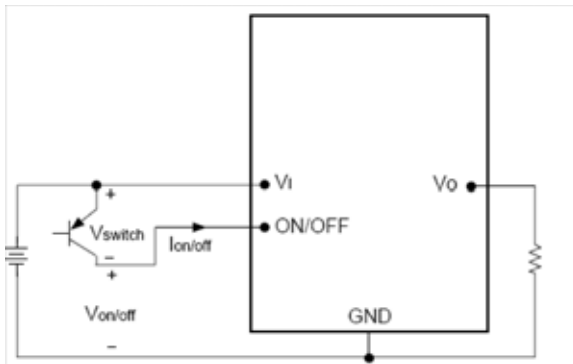 VI
Vo
+
Vswitch
ON/OFF
−
Ion/off
+
Von/off
GND
−